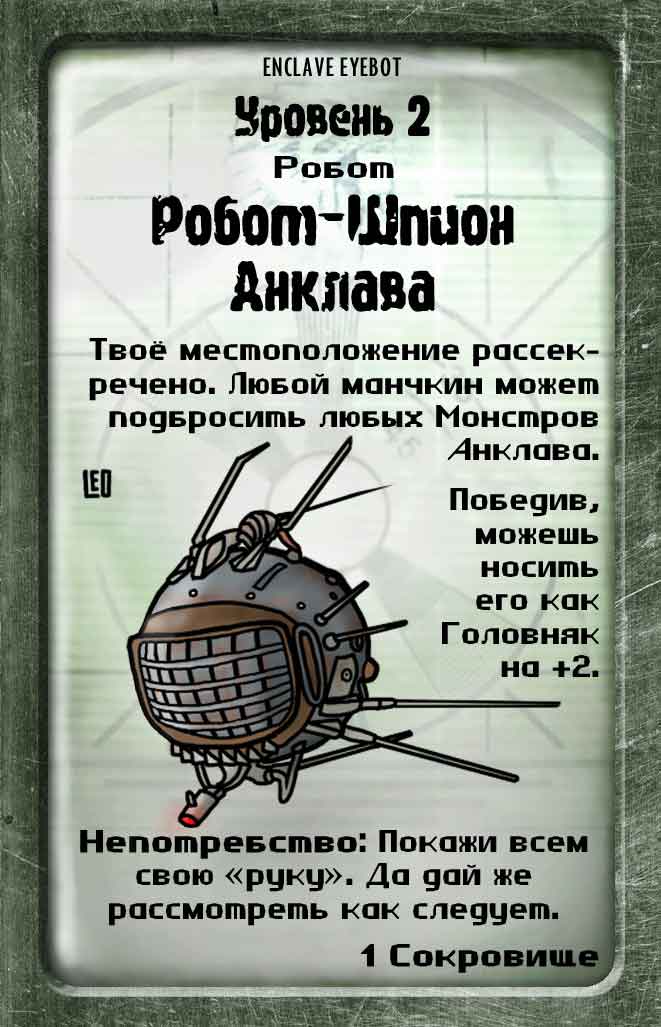 ENCLAVE EYEBOT
Уровень 2
Робот
Робот-Шпион
Анклава
Твоё местоположение рассек-
речено. Любой манчкин может
подбросить любых Монстров
Анклава.
LEO
Победив,
можешь
носить
его как
Головняк
на +2.
Непотребство: Покажи всем
свою «руку». Да дай же
рассмотреть как следует.
1 Сокровище